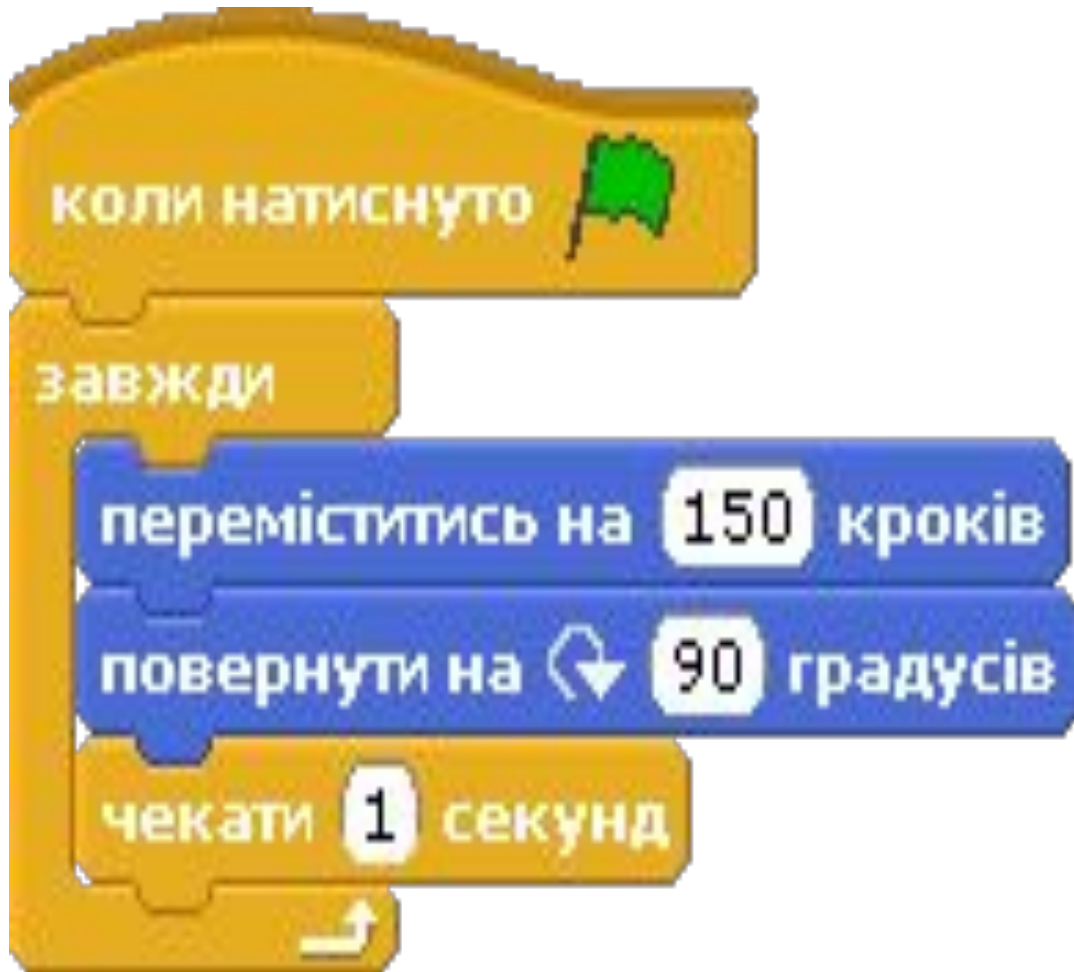 коли натиснуто
завжди
переміститись на 150 кроків
повернути на 90 градусів
чекати 1 секунд